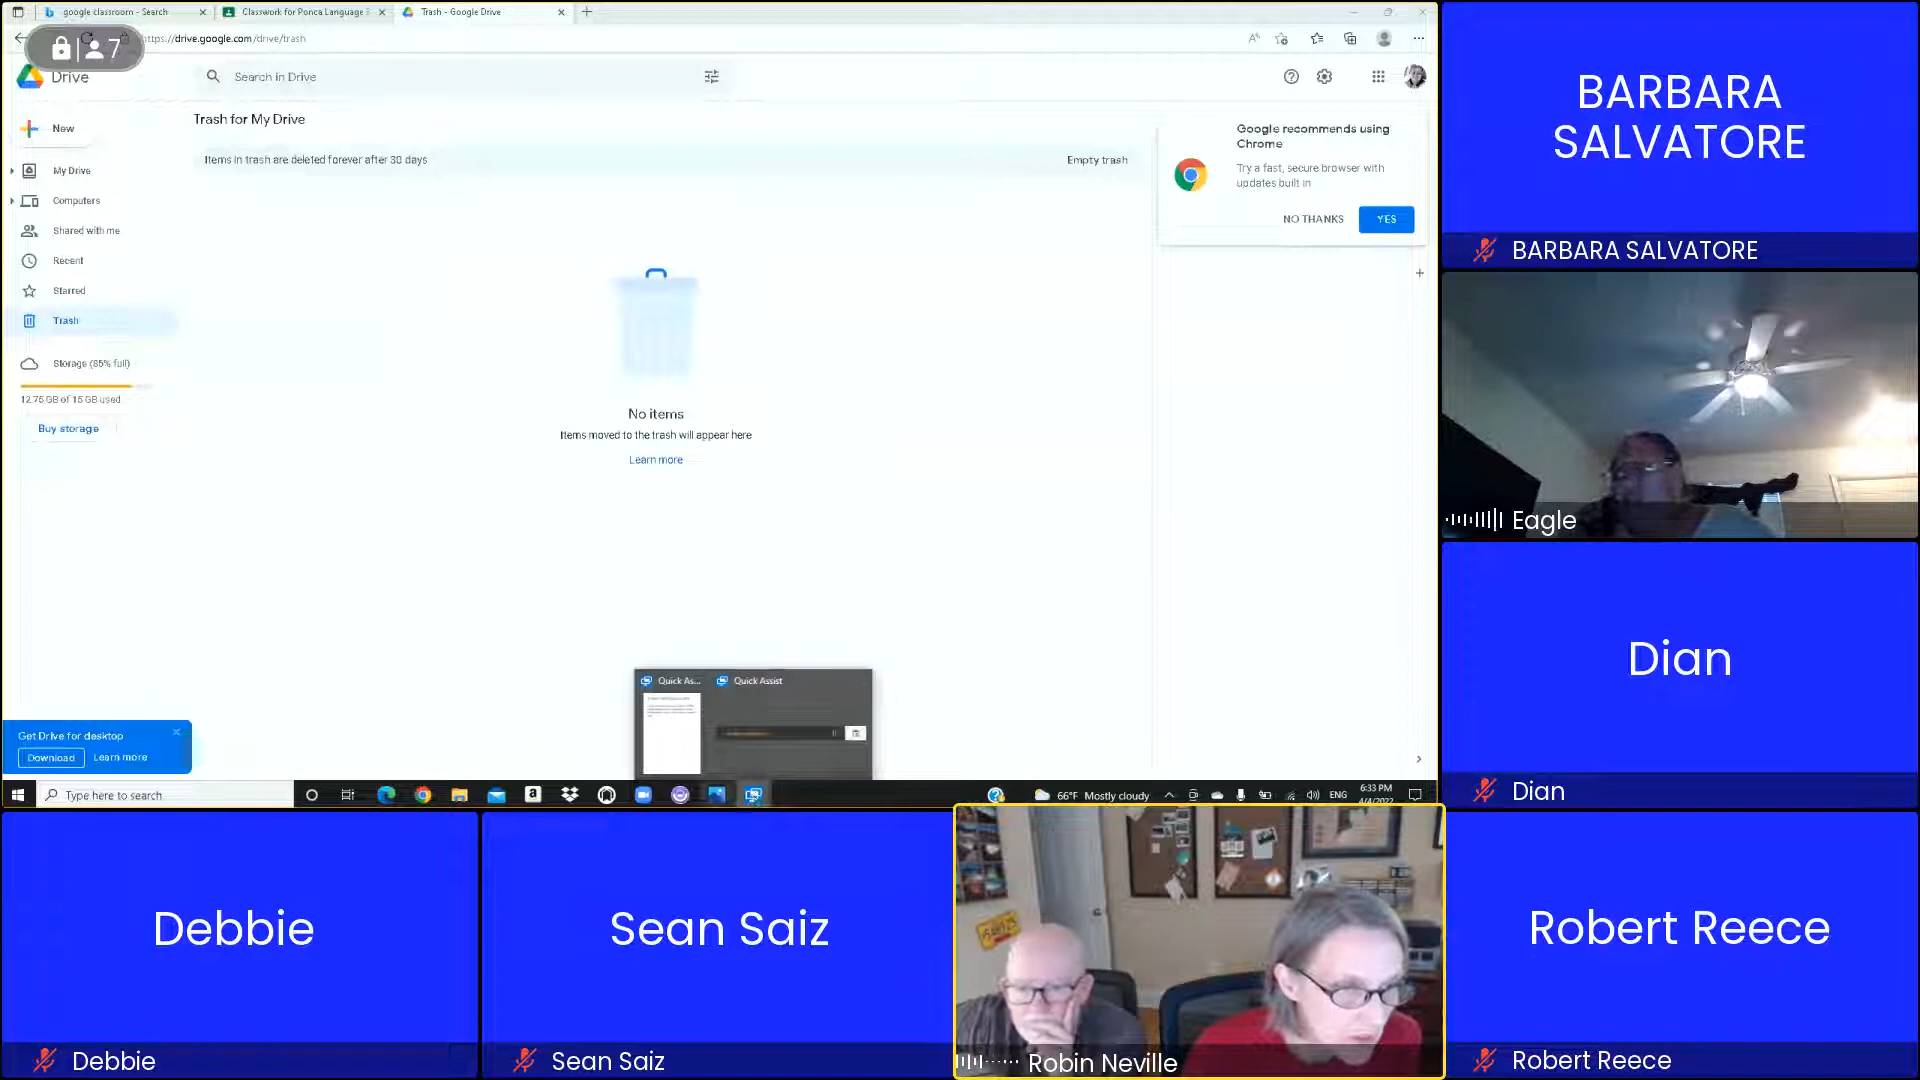 google classroom - Search
Classwork for Ponca Language
Trash - Google Drive
7
https://drive.google.com/drive/trash
Drive
Search in Drive
New
My Drive
Computers
Shared with me
Recent
Starred
Trash
Storage (85% full)
12.75 GB of 15 GB used
Buy storage
Trash for My Drive
Items in trash are deleted forever after 30 days
Empty trash
No items
Items moved to the trash will appear here
Learn more
Google recommends using
Chrome
Try a fast, secure browser with
updates built in
NO THANKS
YES
Quick As...
Quick Assist
Get Drive for desktop
Download
Learn more
Type here to search
66°F Mostly cloudy
ENG
6:33 PM
4/4/2022
BARBARA
SALVATORE
BARBARA SALVATORE
Eagle
Dian
Dian
Debbie
Debbie
Sean Saiz
Sean Saiz
Robin Neville
Robert Reece
Robert Reece